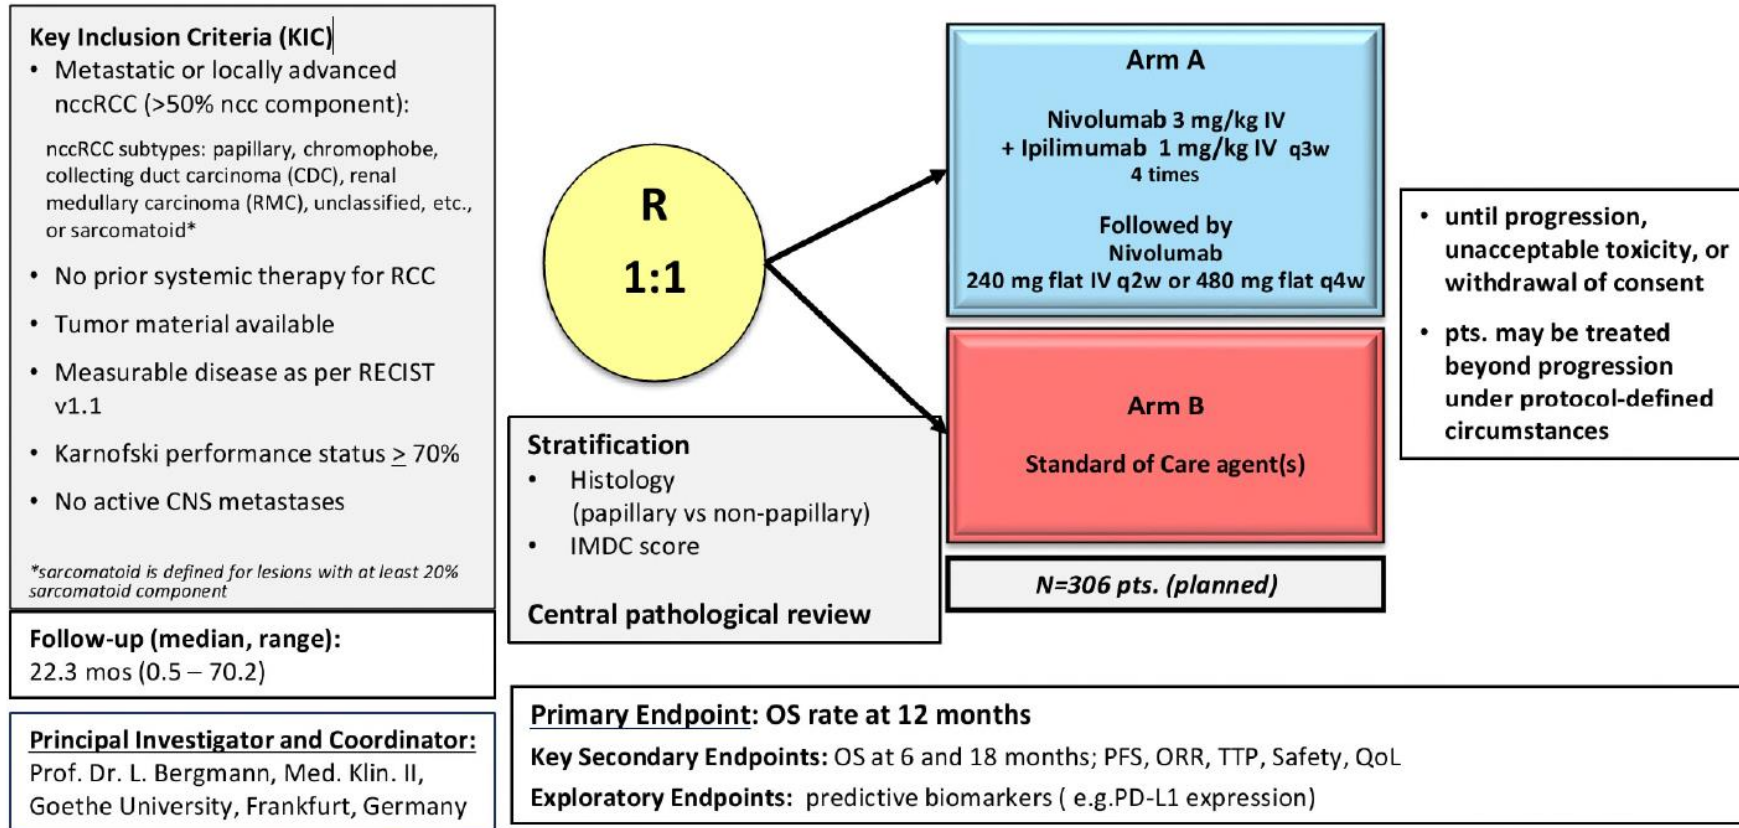 Key Inclusion Criteria (KIC)
• Metastatic or locally advanced
nccRCC (>50% ncc component):
nccRCC subtypes: papillary, chromophobe,
collecting duct carcinoma (CDC), renal
medullary carcinoma (RMC), unclassified, etc.,
or sarcomatoid*
• No prior systemic therapy for RCC
• Tumor material available
• Measurable disease as per RECIST
v1.1
• Karnofski performance status ≥ 70%
• No active CNS metastases
*sarcomatoid is defined for lesions with at least 20%
sarcomatoid component
Follow-up (median, range):
22.3 mos (0.5 – 70.2)
Principal Investigator and Coordinator:
Prof. Dr. L. Bergmann, Med. Klin. II,
Goethe University, Frankfurt, Germany
R
1:1
Stratification
• Histology
(papillary vs non-papillary)
• IMDC score
Central pathological review
Arm A
Nivolumab 3 mg/kg IV
+ Ipilimumab 1 mg/kg IV q3w
4 times
Followed by
Nivolumab
240 mg flat IV q2w or 480 mg flat q4w
Arm B
Standard of Care agent(s)
N=306 pts. (planned)
• until progression,
unacceptable toxicity, or
withdrawal of consent
• pts. may be treated
beyond progression
under protocol-defined
circumstances
Primary Endpoint: OS rate at 12 months
Key Secondary Endpoints: OS at 6 and 18 months; PFS, ORR, TTP, Safety, QoL
Exploratory Endpoints: predictive biomarkers ( e.g.PD-L1 expression)